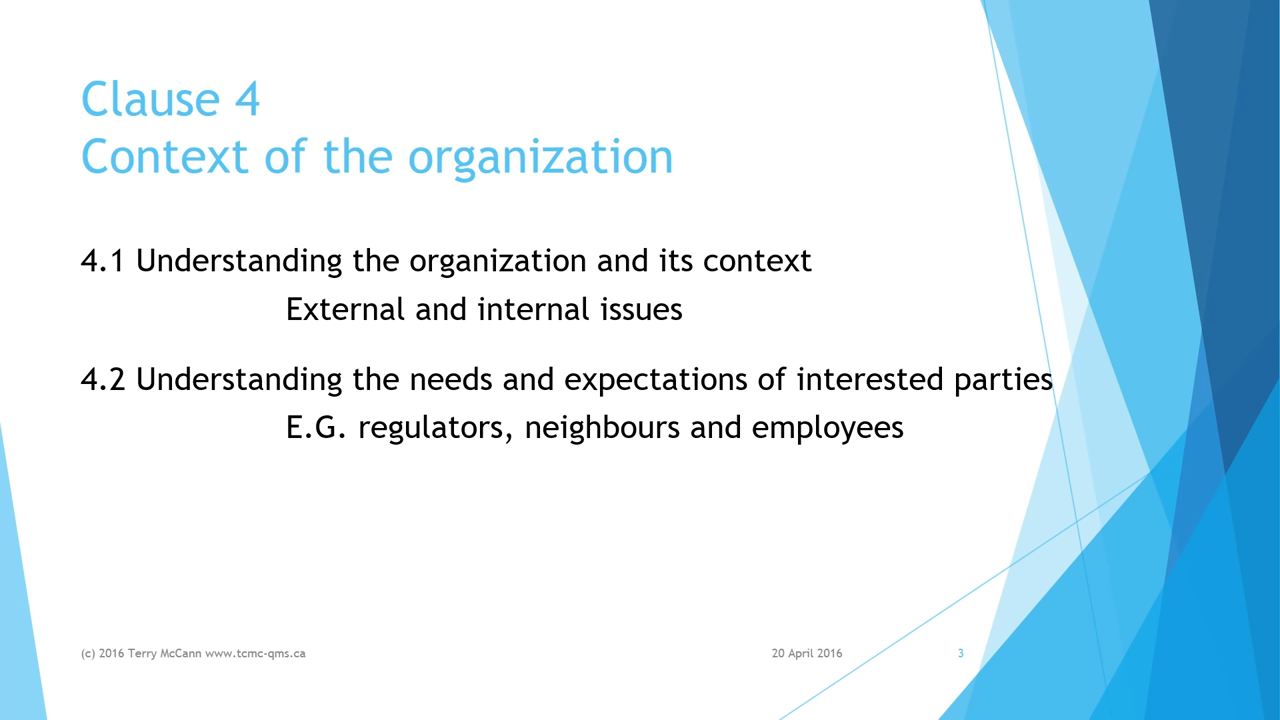 Clause 4
Context of the organization
4.1 Understanding the organization and its context
External and internal issues
4.2 Understanding the needs and expectations of interested parties
E.G. regulators, neighbours and employees
(c) 2016 Terry McCann www.tcmc-qms.ca
20 April 2016
3